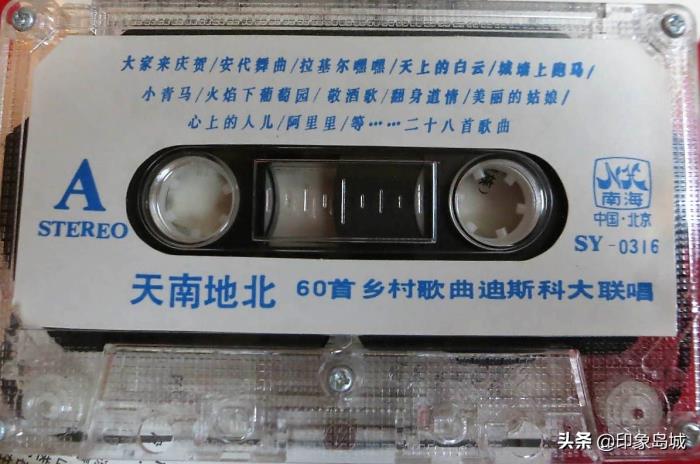 大家来庆贺/安代舞曲/拉基尔嘿嘿/天上的白云/城墙上跑马/
小青马/火焰下葡萄园/敬酒歌/翻身道情/美丽的姑娘/
心上的人儿/阿里里/等……二十八首歌曲
A
STEREO
南海
中国·北京
SY-0316
天南地北 60首乡村歌曲迪斯科大联唱
头条 @印象岛城